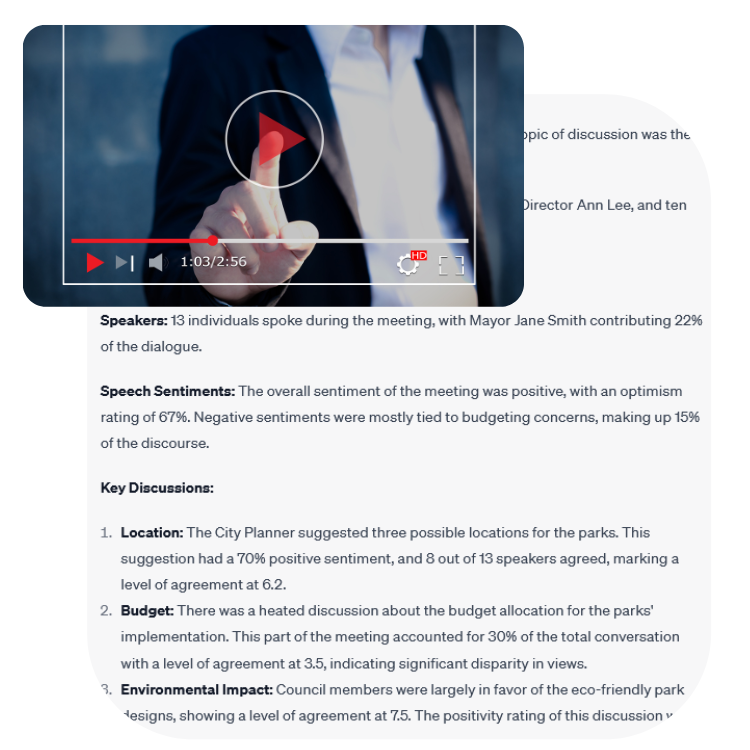 opic of discussion was the
Director Ann Lee, and ten
HD
1:03/2:56
Speakers: 13 individuals spoke during the meeting, with Mayor Jane Smith contributing 22%
of the dialogue.
Speech Sentiments: The overall sentiment of the meeting was positive, with an optimism
rating of 67%. Negative sentiments were mostly tied to budgeting concerns, making up 15%
of the discourse.
Key Discussions:
1. Location: The City Planner suggested three possible locations for the parks. This
suggestion had a 70% positive sentiment, and 8 out of 13 speakers agreed, marking a
level of agreement at 6.2.
2. Budget: There was a heated discussion about the budget allocation for the parks'
implementation. This part of the meeting accounted for 30% of the total conversation
with a level of agreement at 3.5, indicating significant disparity in views.
3. Environmental Impact: Council members were largely in favor of the eco-friendly park
designs, showing a level of agreement at 7.5. The positivity rating of this discussion